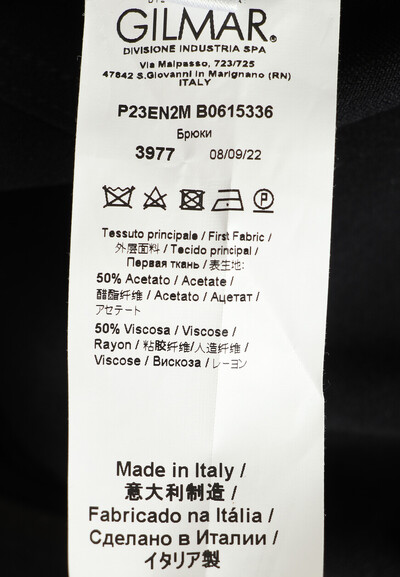 GILMAR®
DIVISIONE INDUSTRIA SPA
Via Malpasso, 723/725
47842 S.Giovanni in Marignano (RN)
ITALY
P23EN2M B0615336
Брюки
3977 08/09/22
P
Tessuto principale / First Fabric /
外层面料 / Tecido principal /
Первая ткань / 表生地:
50% Acetato / Acetate /
醋酯纤维 / Acetato / Ацетат /
アセテート
50% Viscosa / Viscose /
Rayon / 粘胶纤维/人造纤维 /
Viscose / Вискоза / レーヨン
Made in Italy /
意大利制造 /
Fabricado na Itália /
Сделано в Италии /
イタリア製